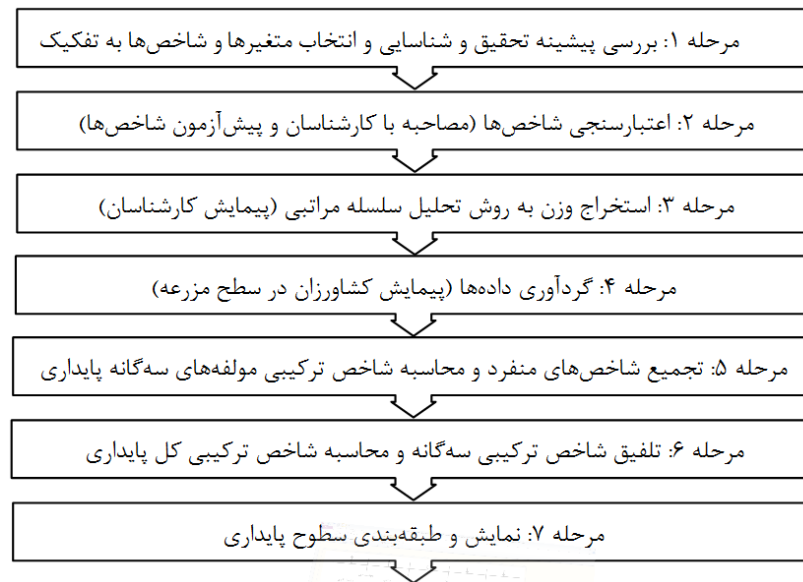 مرحله ۱: بررسی پیشینه تحقیق و شناسایی و انتخاب متغیرها و شاخص‌ها به تفکیک
مرحله ۲: اعتبارسنجی شاخص‌ها (مصاحبه با کارشناسان و پیش‌آزمون شاخص‌ها)
مرحله ۳: استخراج وزن به روش تحلیل سلسله مراتبی (پیمایش کارشناسان)
مرحله ۴: گردآوری داده‌ها (پیمایش کشاورزان در سطح مزرعه)
مرحله ۵: تجمیع شاخص‌های منفرد و محاسبه شاخص ترکیبی مولفه‌های سه‌گانه پایداری
مرحله ۶: تلفیق شاخص ترکیبی سه‌گانه و محاسبه شاخص ترکیبی کل پایداری
مرحله ۷: نمایش و طبقه‌بندی سطوح پایداری